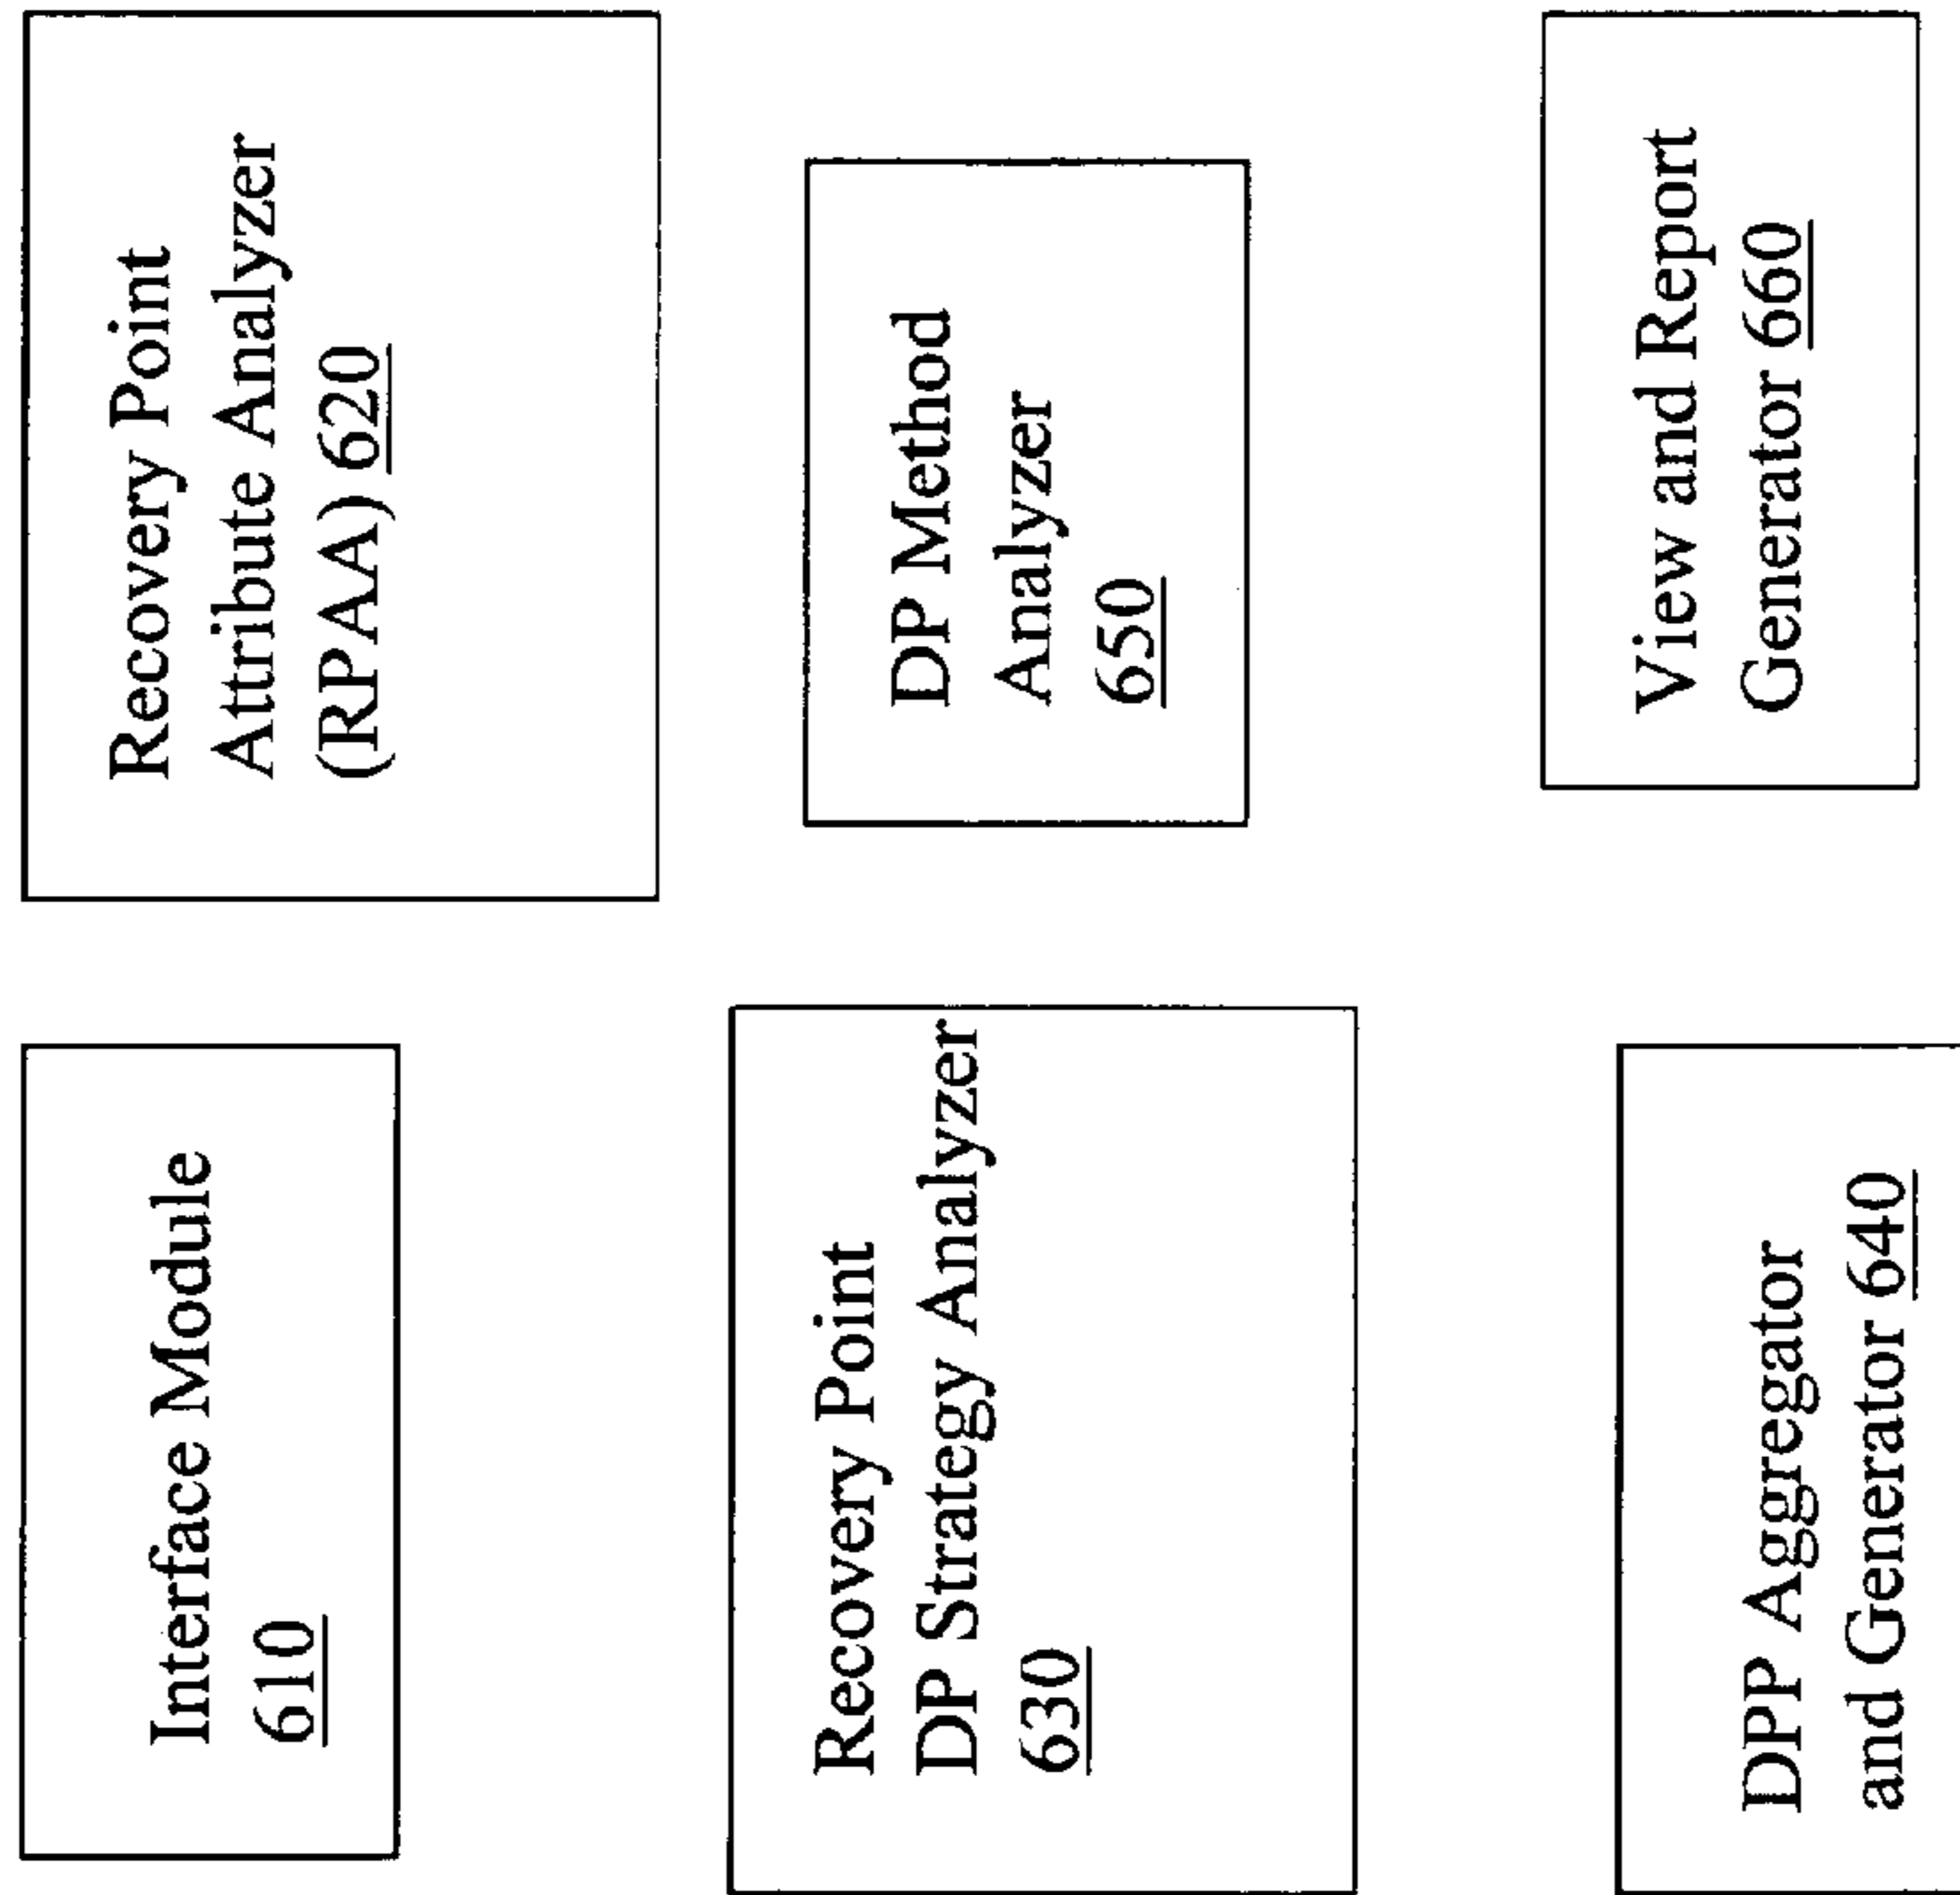 Interface Module
610
Recovery Point
Attribute Analyzer
(RPAA) 620
Recovery Point
DP Strategy Analyzer
630
DP Method
Analyzer
650
DPP Aggregator
and Generator 640
View and Report
Generator 660